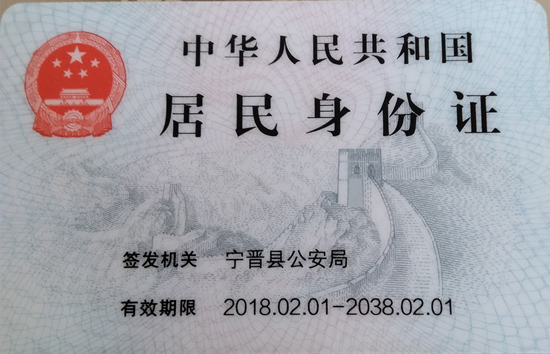 中华人民共和国
居民身份证
签发机关 宁晋县公安局
有效期限 2018.02.01-2038.02.01